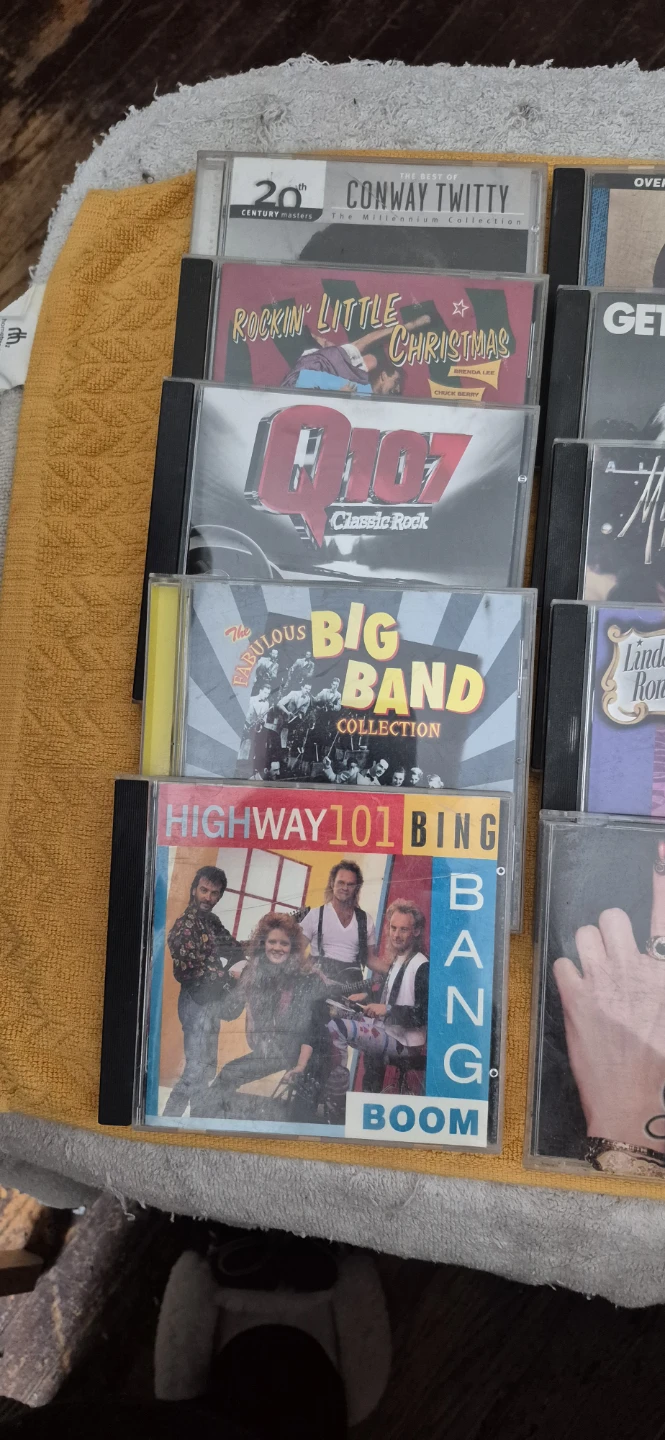 THE BEST OF
20th
CONWAY TWITTY
CENTURY masters
The Millennium Collection
ROCKIN' LITTLE
CHRISTMAS
BRENDA LEE
CHUCK BERRY
Q107
Classic Rock
The
FABULOUS
BIG
BAND
COLLECTION
HIGHWAY 101 BING
BANG
BOOM
OVER
GET
Linda
Ron